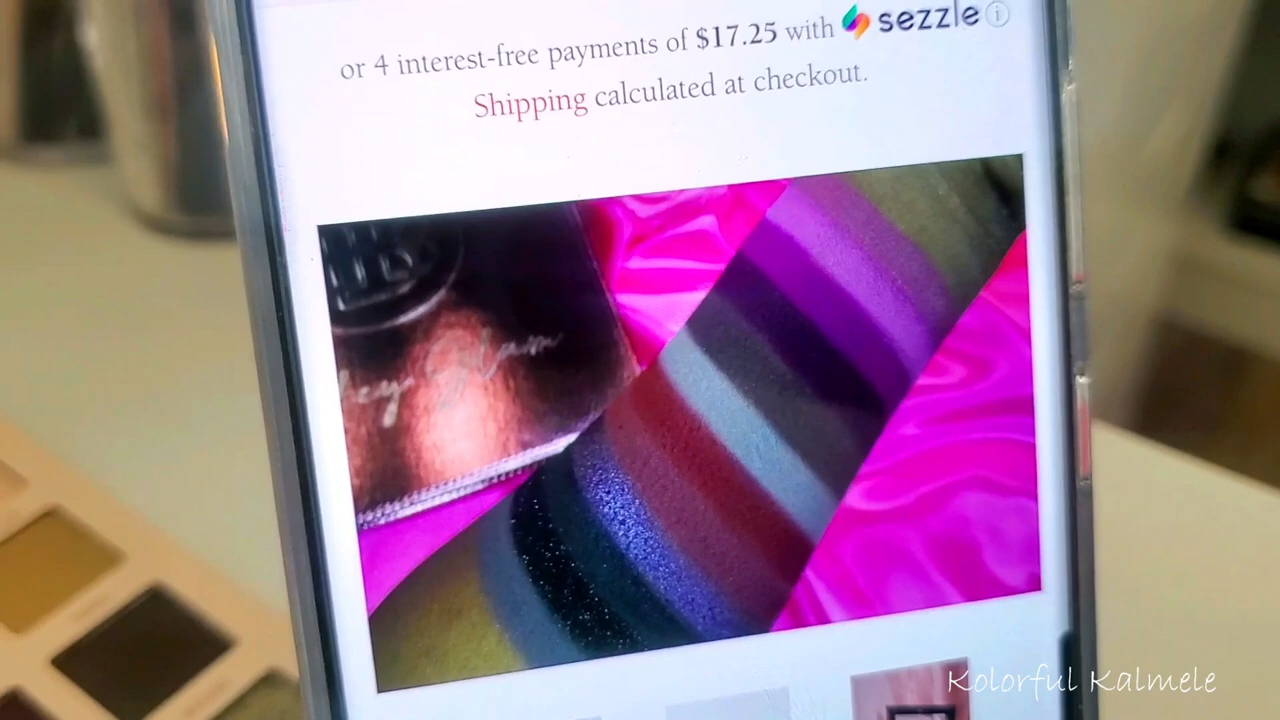 or 4 interest-free payments of $17.25 with sezzle i
Shipping calculated at checkout.
Kolorful Kalmele